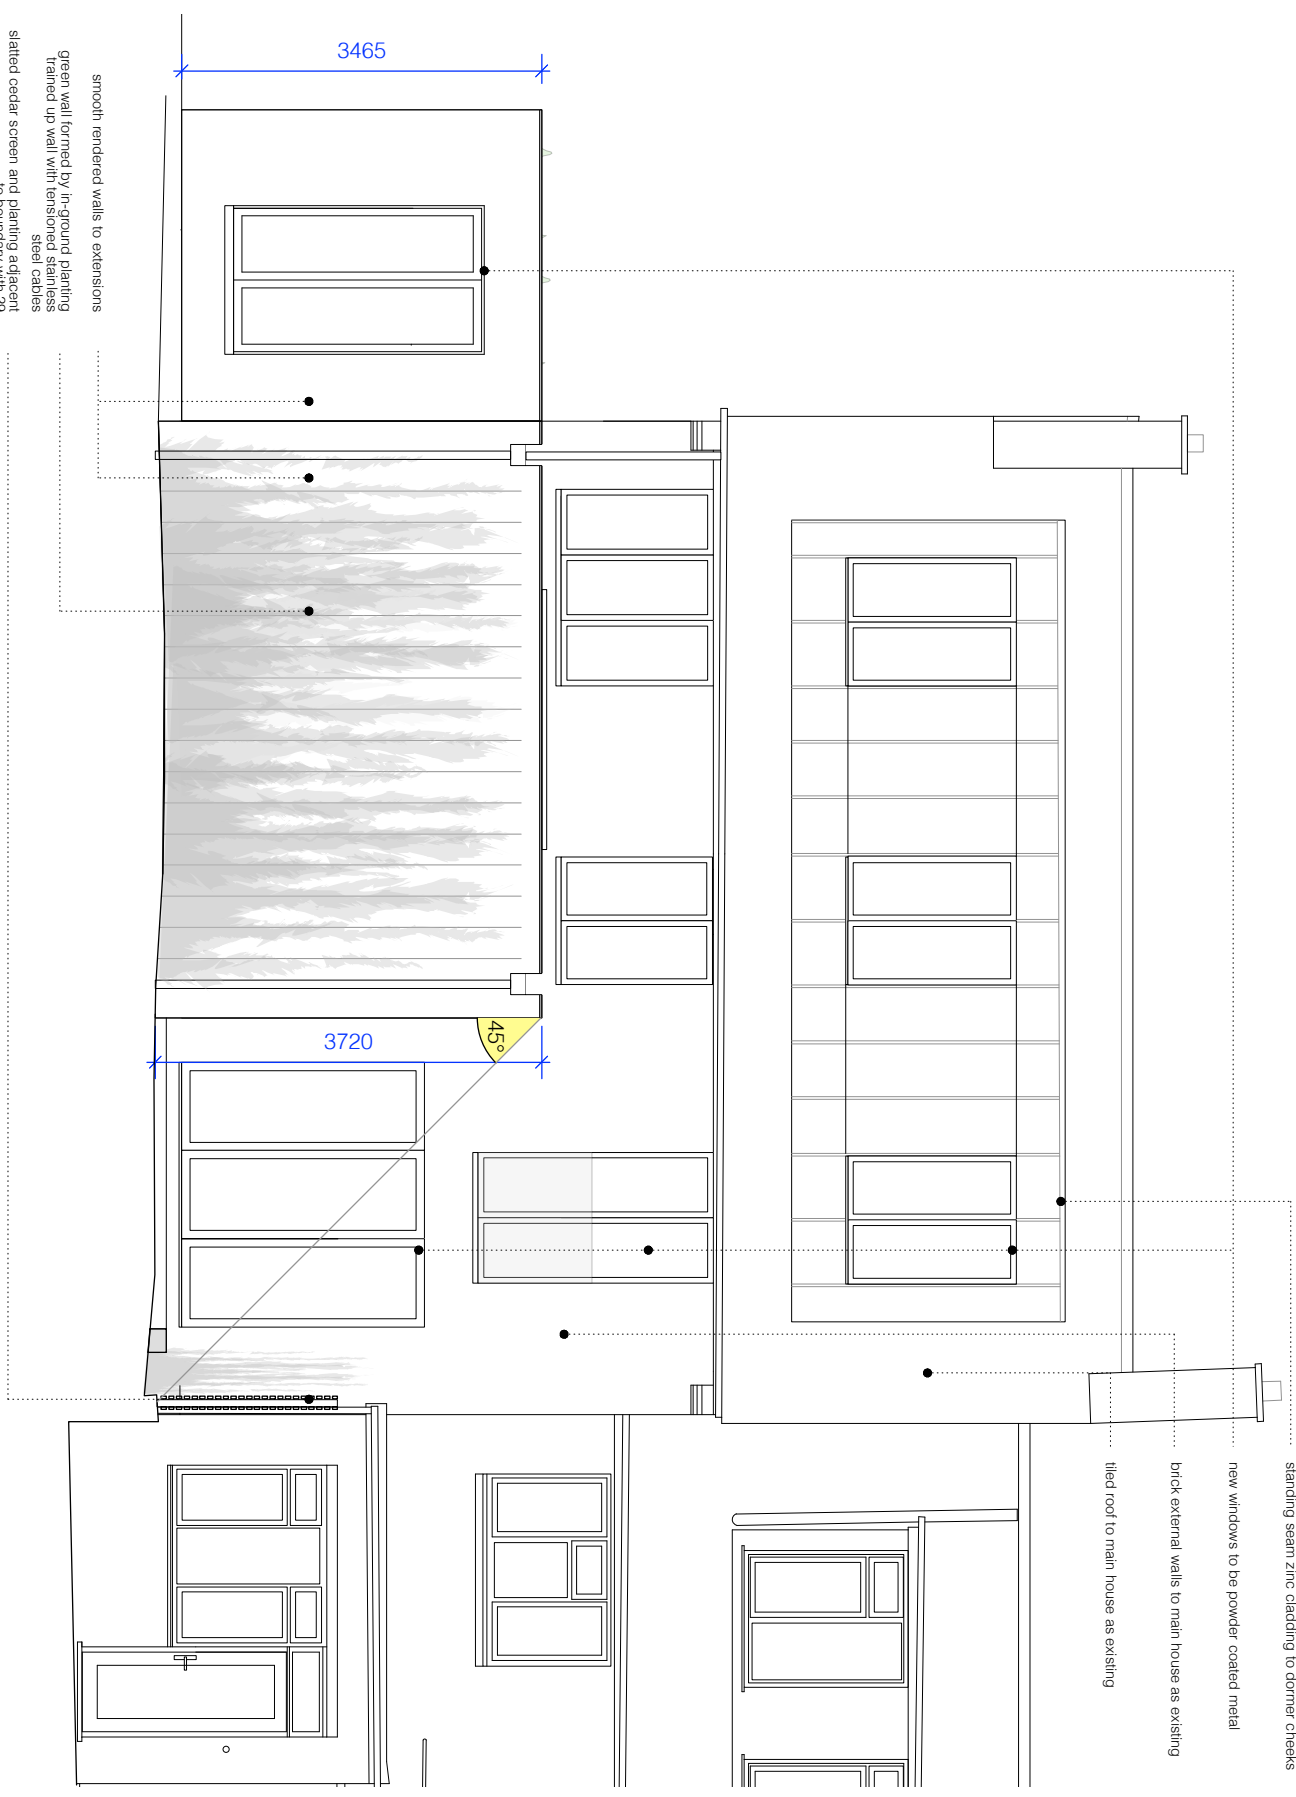 3465
smooth rendered walls to extensions
green wall formed by in-ground planting
trained up wall with tensioned stainless
steel cables
slatted cedar screen and planting adjacent
3720
45°
standing seam zinc cladding to dormer cheeks
new windows to be powder coated metal
brick external walls to main house as existing
tiled roof to main house as existing